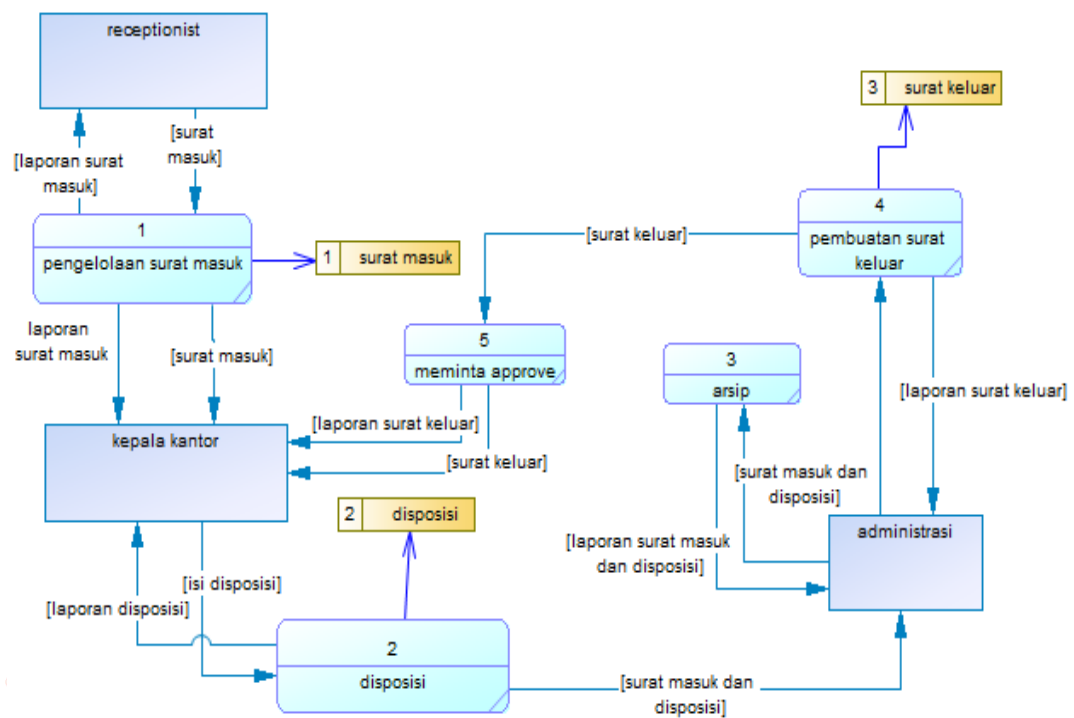 receptionist
3 surat keluar
[surat
masuk]
[laporan surat
masuk]
1
pengelolaan surat masuk
1 surat masuk
[surat keluar]
4
pembuatan surat
keluar
laporan
surat masuk
[surat masuk]
5
meminta approve
3
arsip
[laporan surat keluar]
[laporan surat keluar]
kepala kantor
[surat keluar]
[surat masuk dan
disposisi]
2 disposisi
administrasi
[laporan surat masuk
dan disposisi]
[isi disposisi]
[laporan disposisi]
2
disposisi
[surat masuk dan
disposisi]